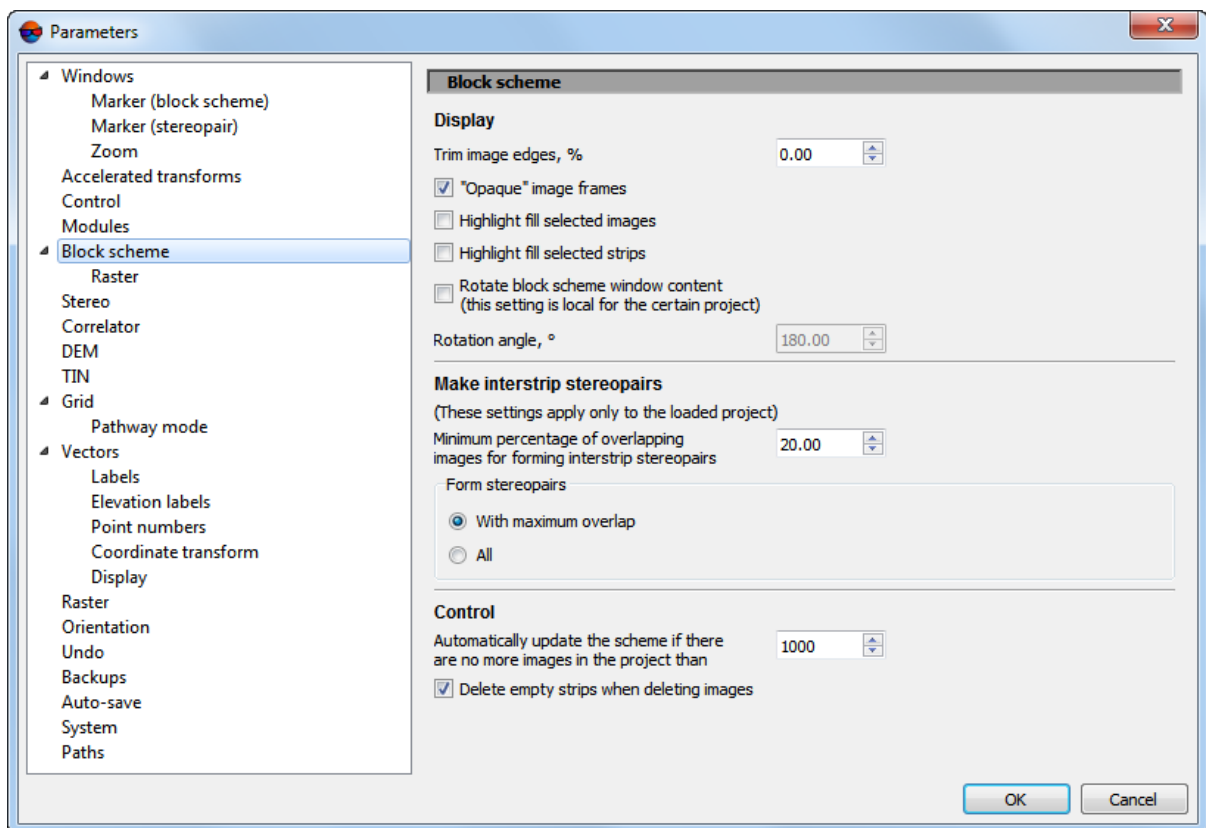 Parameters
Windows
Marker (block scheme)
Marker (stereopair)
Zoom
Accelerated transforms
Control
Modules
Block scheme
Raster
Stereo
Correlator
DEM
TIN
Grid
Pathway mode
Vectors
Labels
Elevation labels
Point numbers
Coordinate transform
Display
Raster
Orientation
Undo
Backups
Auto-save
System
Paths
Block scheme
Display
Trim image edges, % 0.00
"Opaque" image frames
Highlight fill selected images
Highlight fill selected strips
Rotate block scheme window content
(this setting is local for the certain project)
Rotation angle, ° 180.00
Make interstrip stereopairs
(These settings apply only to the loaded project)
Minimum percentage of overlapping
images for forming interstrip stereopairs 20.00
Form stereopairs
With maximum overlap
All
Control
Automatically update the scheme if there
are no more images in the project than 1000
Delete empty strips when deleting images
OK Cancel